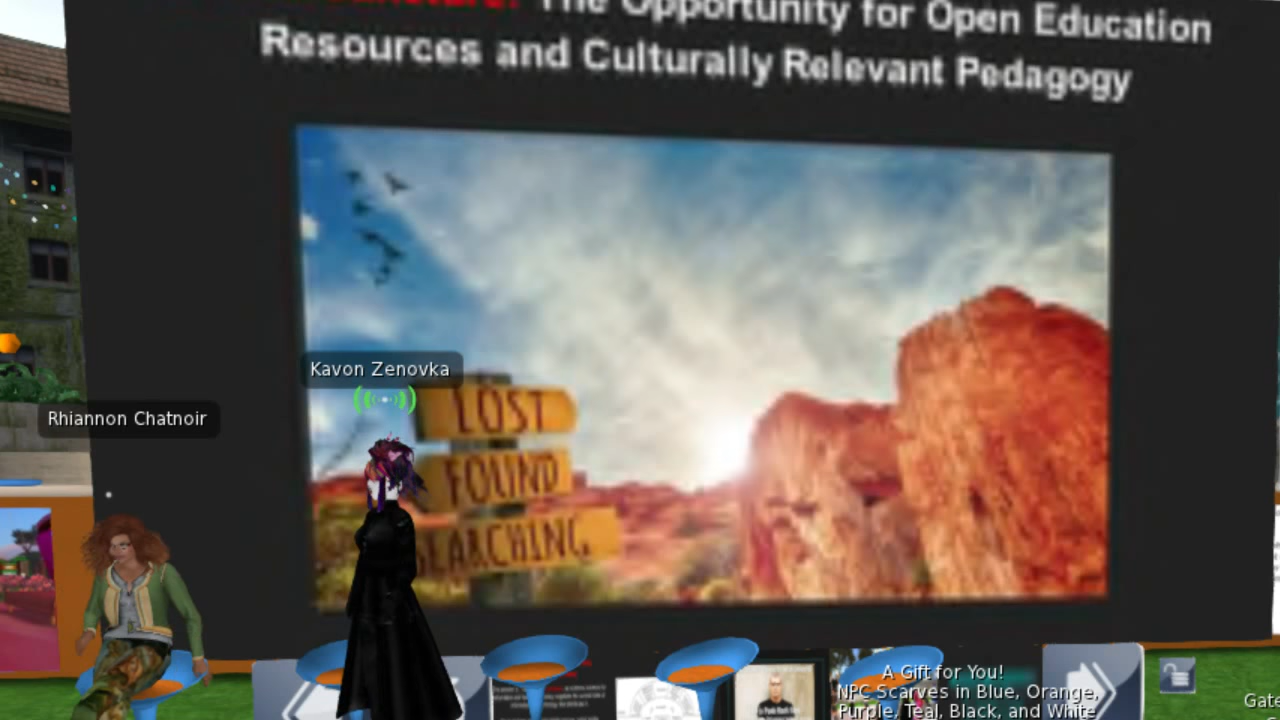 The Opportunity for Open Education
Resources and Culturally Relevant Pedagogy
Kavon Zenovka
LOST
Rhiannon Chatnoir
FOUND
SEARCHING
A Gift for You!
NPC Scarves in Blue, Orange,
Purple, Teal, Black, and White